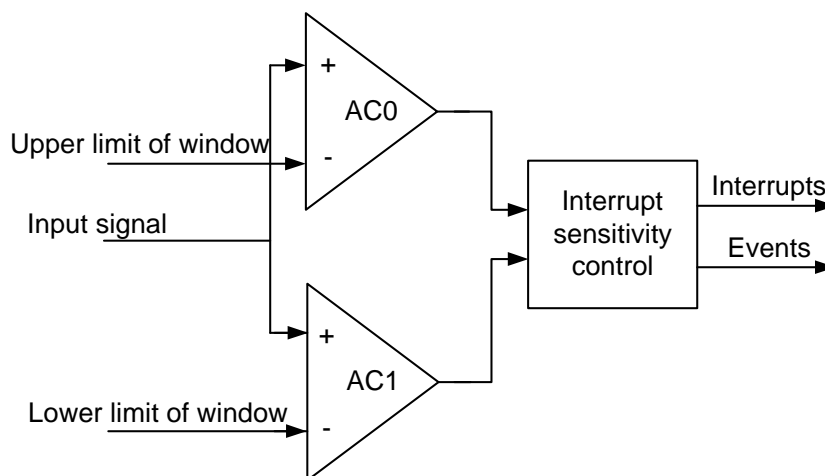 +
AC0
-
Upper limit of window
Input signal
Interrupt
sensitivity
control
Interrupts
Events
+
AC1
-
Lower limit of window